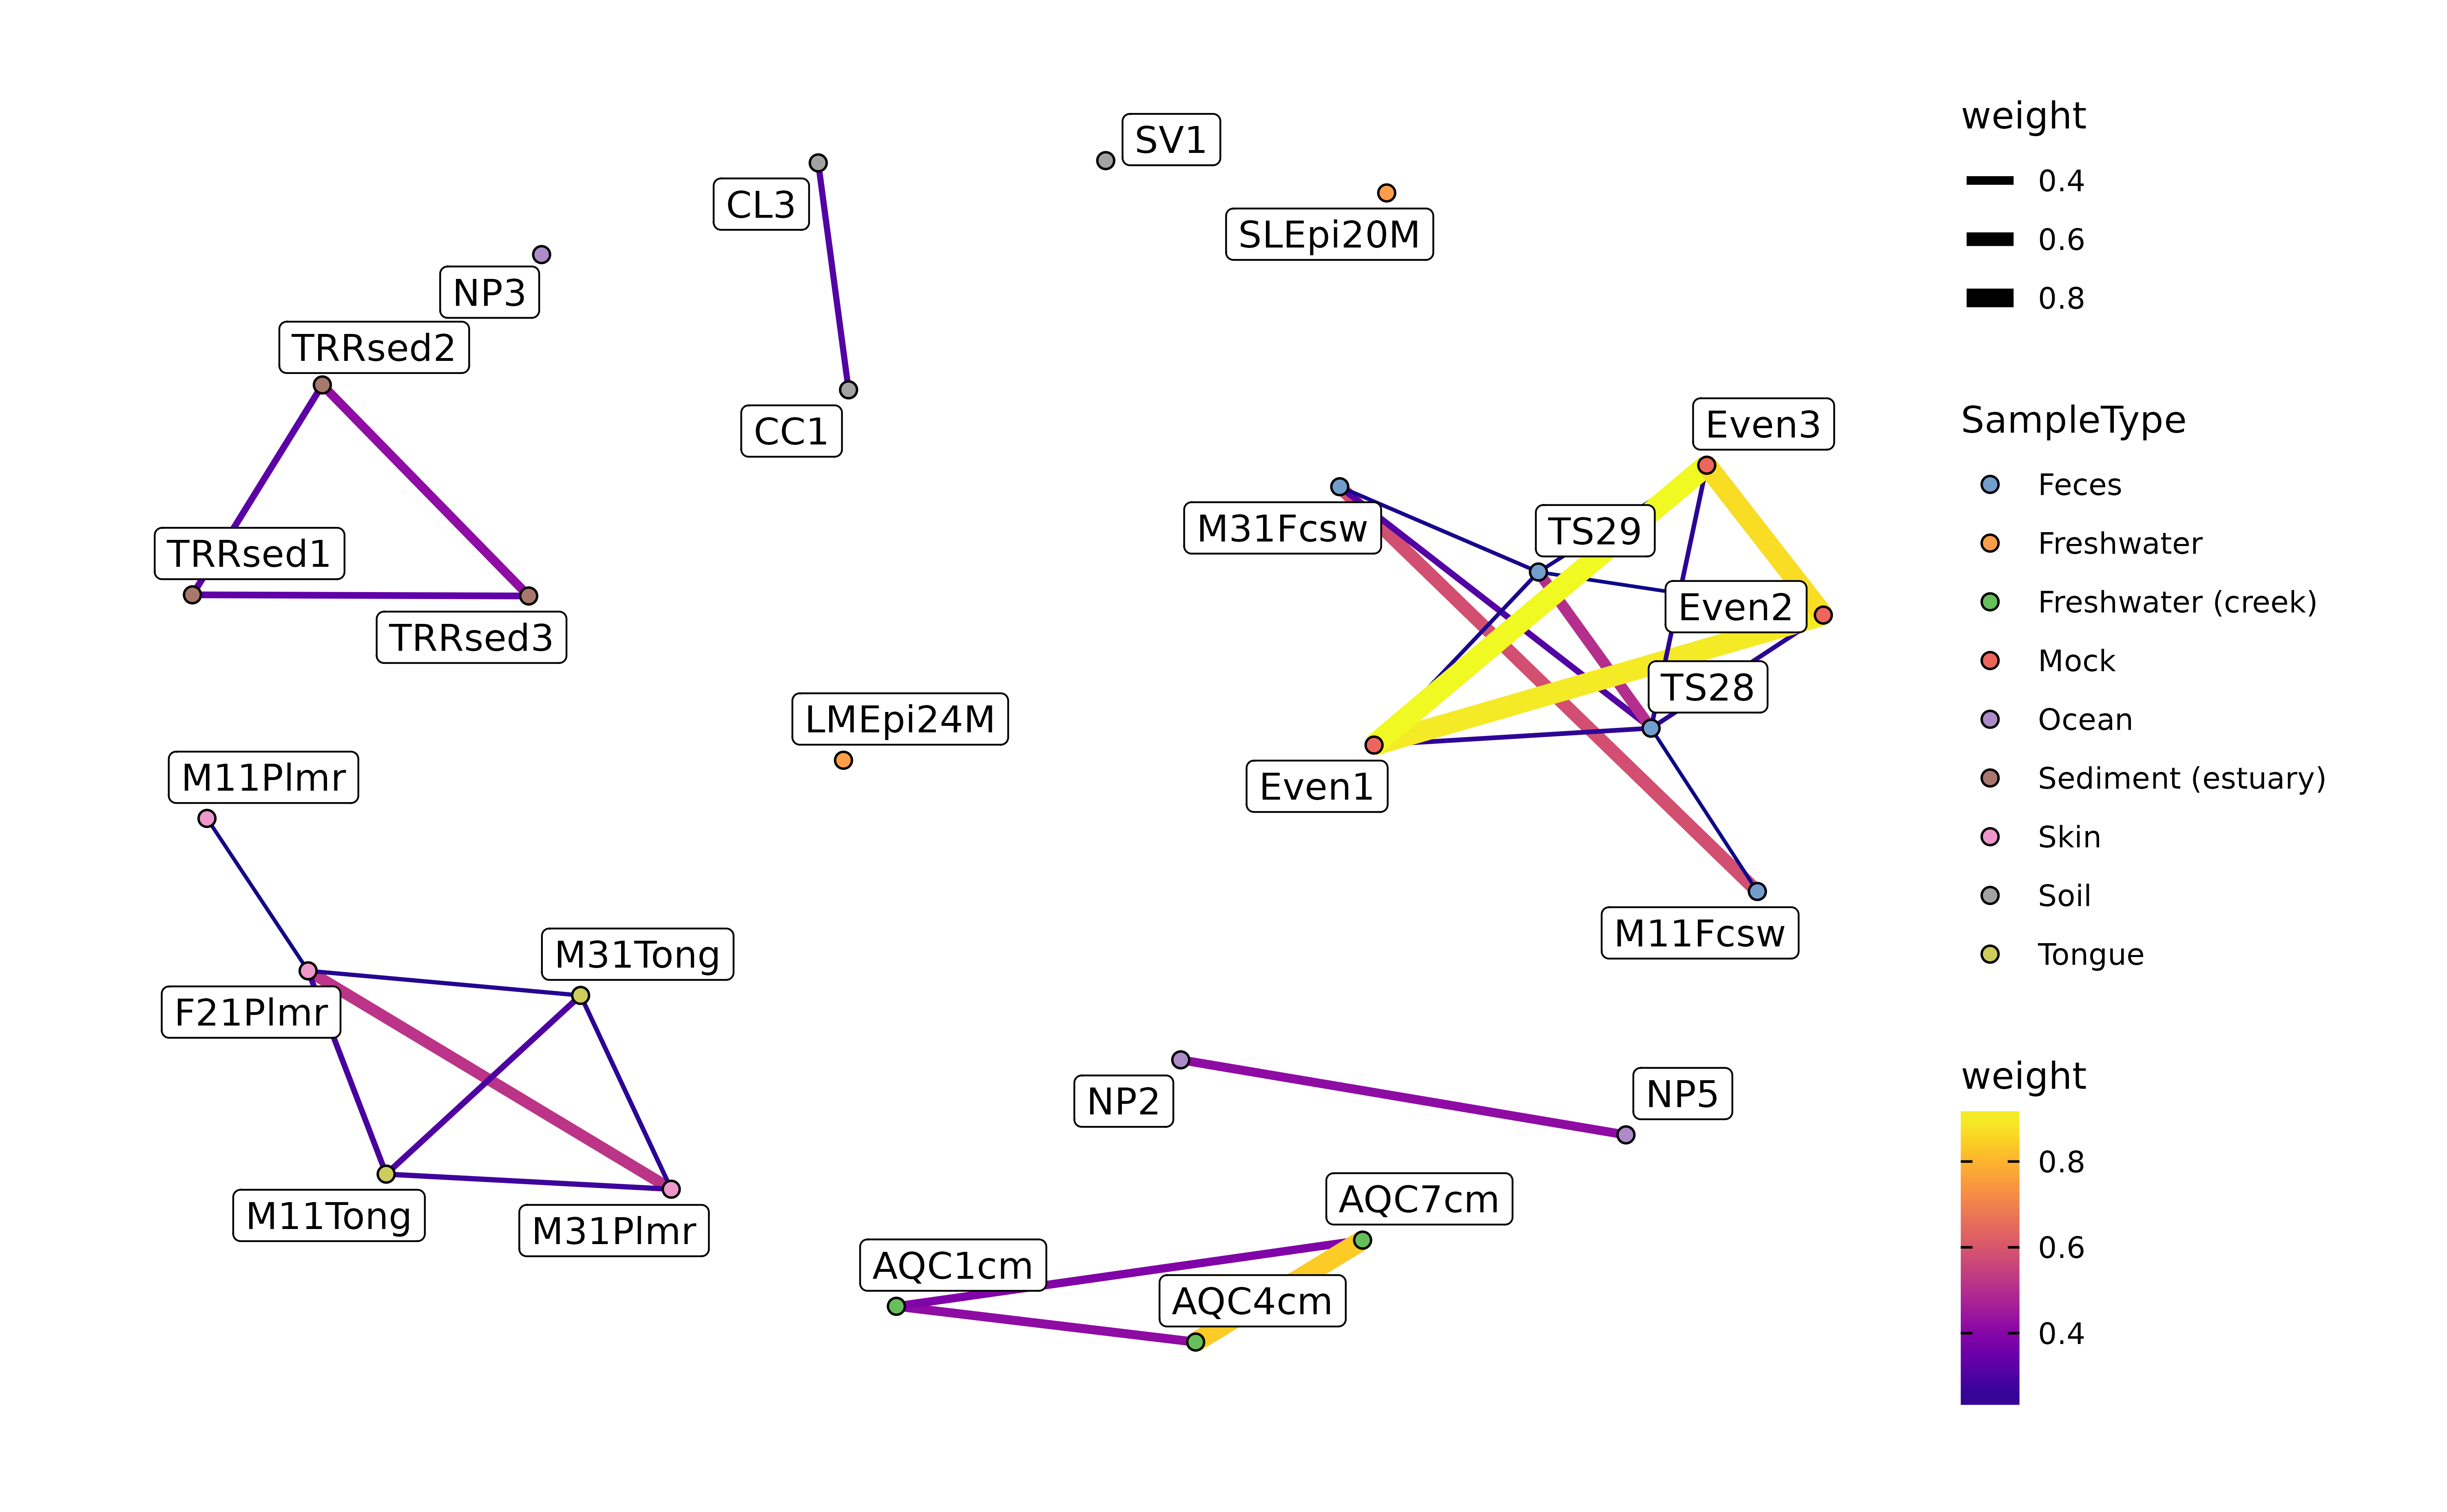 SV1
CL3
SLEpi20M
NP3
TRRsed2
CC1
Even3
M31Fcsw
TS29
TRRsed1
Even2
TRRsed3
TS28
LMEpi24M
M11Plmr
Even1
M11Fcsw
M31Tong
F21Plmr
NP2
NP5
AQC7cm
M11Tong
M31Plmr
AQC1cm
AQC4cm
weight
0.4
0.6
0.8
SampleType
Feces
Freshwater
Freshwater (creek)
Mock
Ocean
Sediment (estuary)
Skin
Soil
Tongue
weight
0.8
0.6
0.4